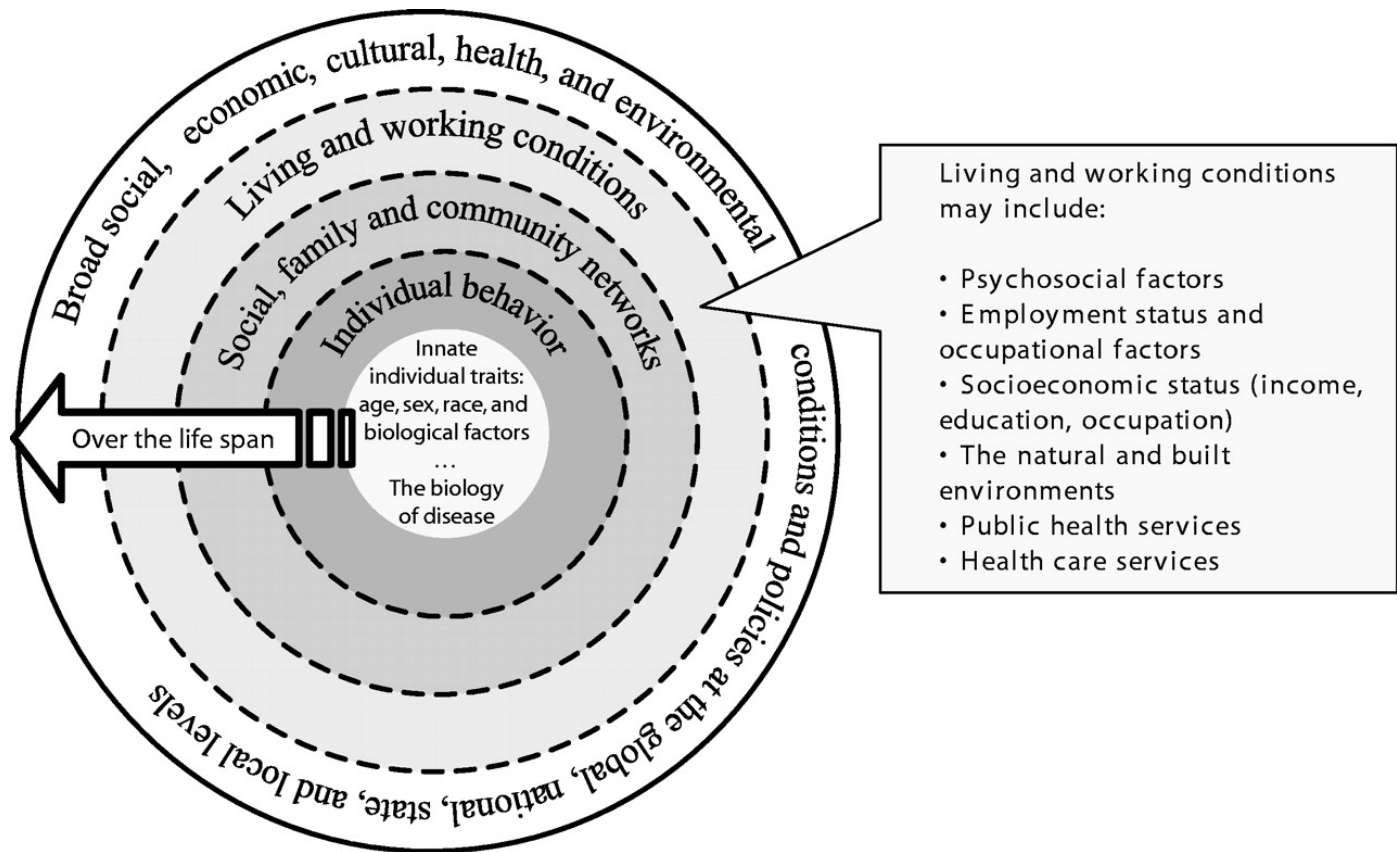 Broad social, economic, cultural, health, and environmental
conditions and policies at the global, national, state, and local levels
Living and working conditions
Social, family and community networks
Individual behavior
Innate
individual traits:
age, sex, race, and
biological factors
...
The biology
of disease
Over the life span
Living and working conditions
may include:
• Psychosocial factors
• Employment status and
occupational factors
• Socioeconomic status (income,
education, occupation)
• The natural and built
environments
• Public health services
• Health care services